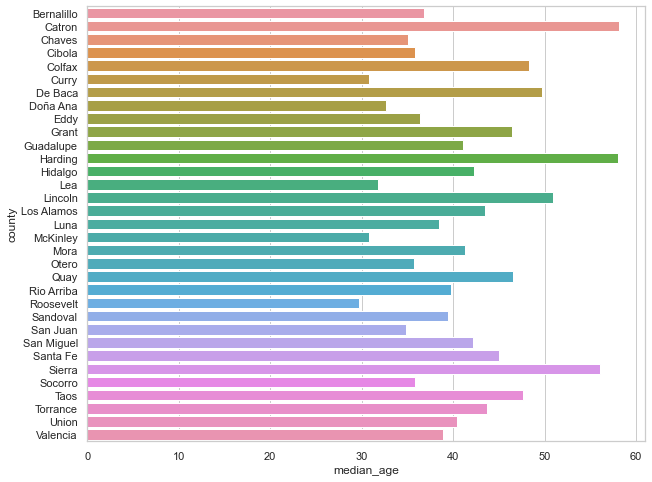 Bernalillo
Catron
Chaves
Cibola
Colfax
Curry
De Baca
Doña Ana
Eddy
Grant
Guadalupe
Harding
Hidalgo
Lea
Lincoln
Los Alamos
Luna
McKinley
Mora
Otero
Quay
Rio Arriba
Roosevelt
Sandoval
San Juan
San Miguel
Santa Fe
Sierra
Socorro
Taos
Torrance
Union
Valencia
county
0 10 20 30 40 50 60
median_age